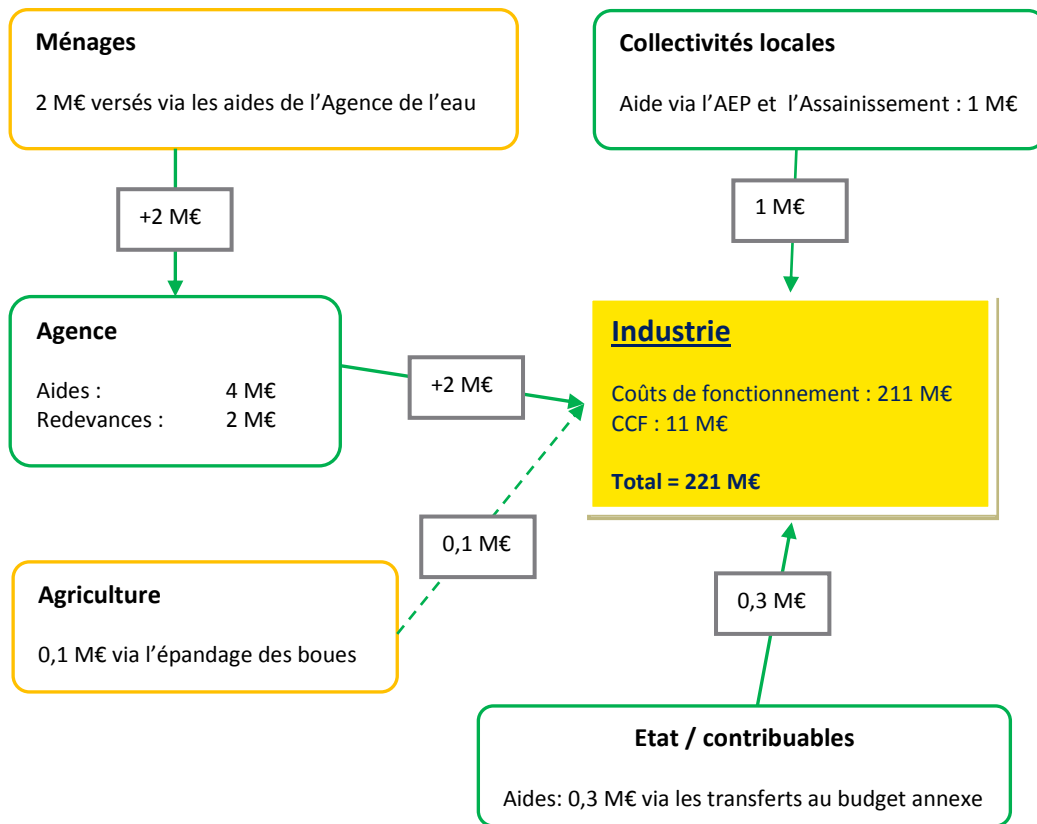 Ménages
2 M€ versés via les aides de l’Agence de l’eau
Collectivités locales
Aide via l’AEP et l’Assainissement : 1 M€
+2 M€
1 M€
Agence
Aides : 4 M€
Redevances : 2 M€
+2 M€
Industrie
Coûts de fonctionnement : 211 M€
CCF : 11 M€
Total = 221 M€
0,1 M€
Agriculture
0,1 M€ via l’épandage des boues
0,3 M€
Etat / contribuables
Aides: 0,3 M€ via les transferts au budget annexe